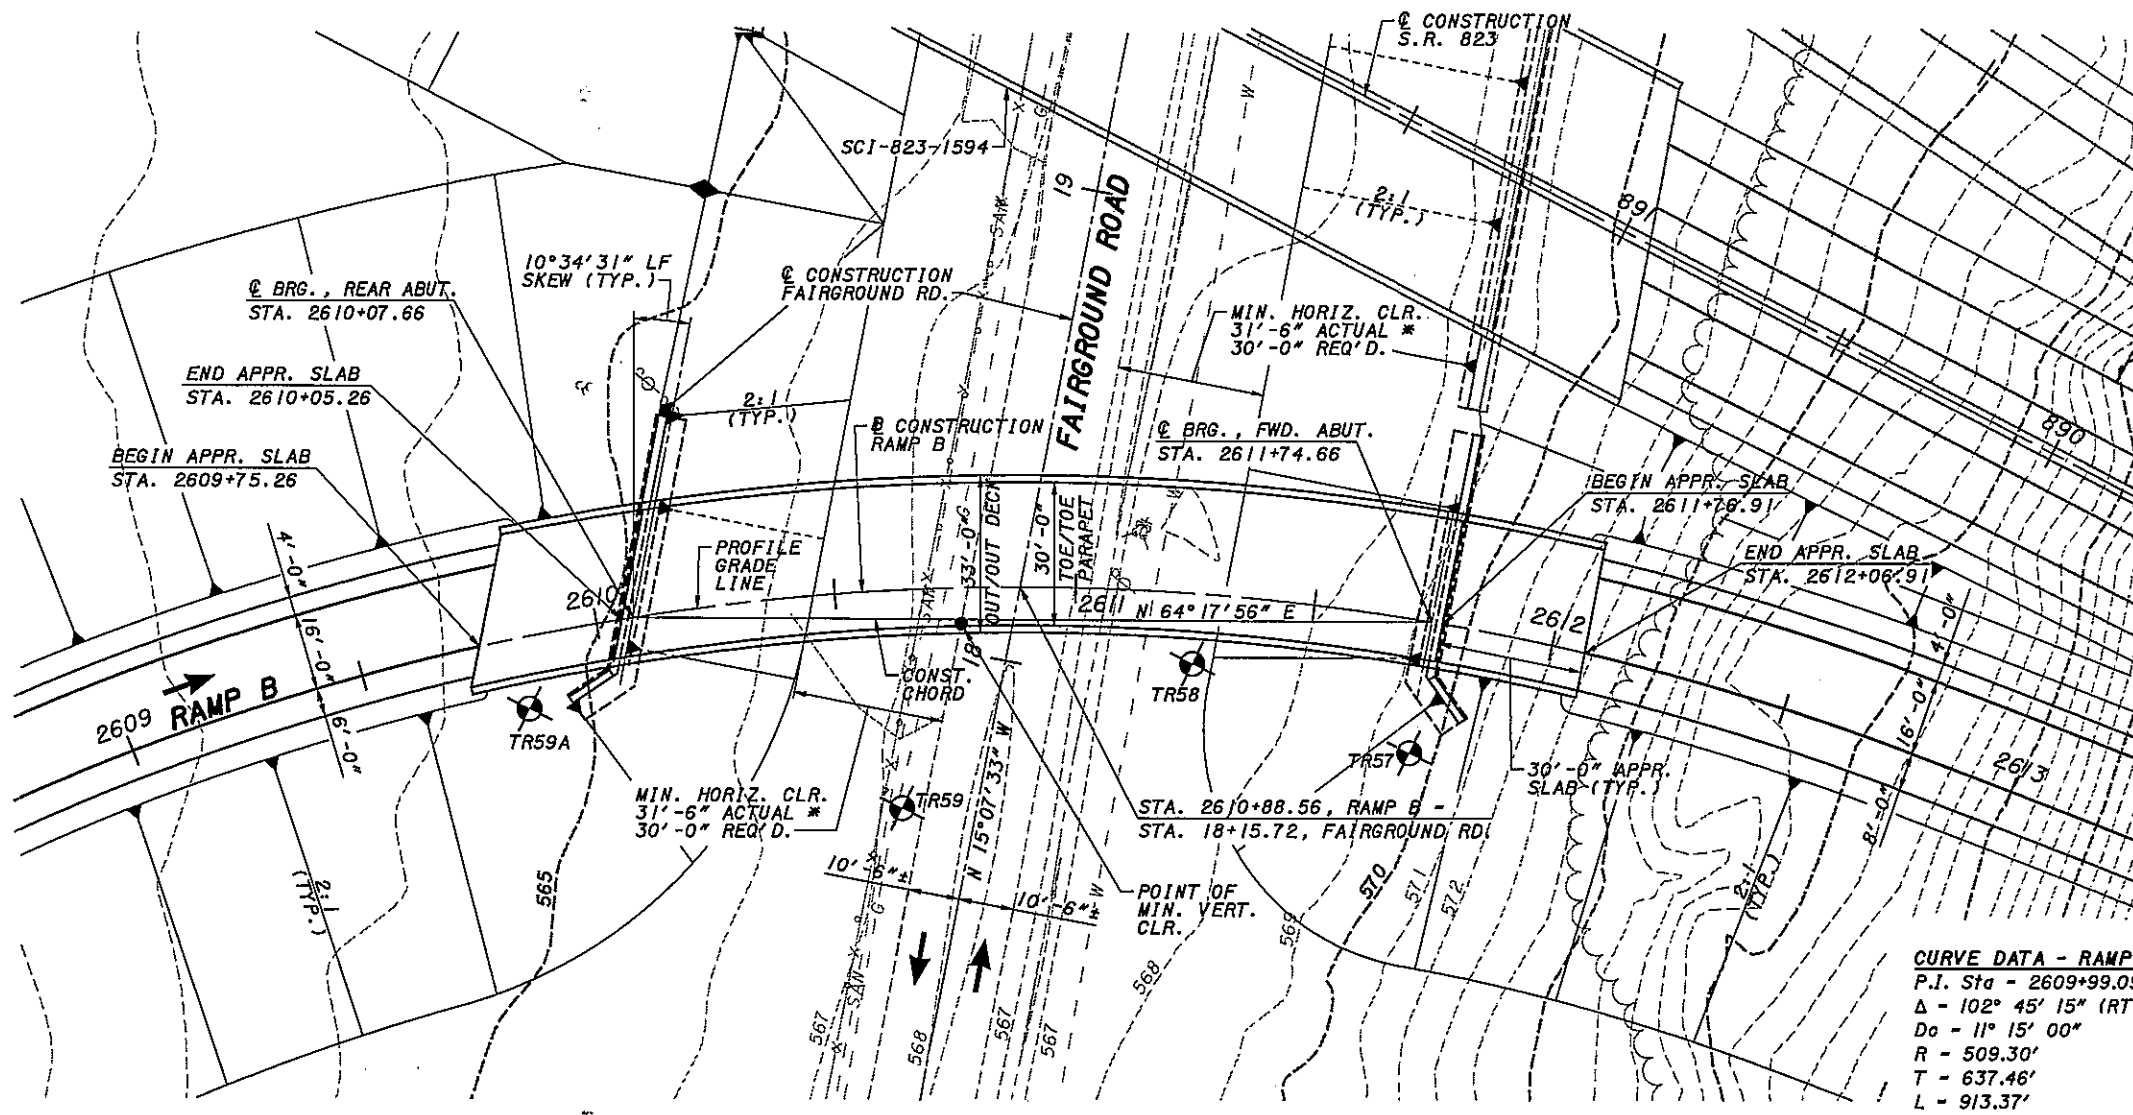 ℄ CONSTRUCTION
S.R. 823
SCI-823-1594
SAN
G
X
W
19
FAIRGROUND ROAD
2:1
(TYP.)
891
10°34'31" LF
SKEW (TYP.)
℄ CONSTRUCTION
FAIRGROUND RD.
℄ BRG., REAR ABUT.
STA. 2610+07.66
MIN. HORIZ. CLR.
31'-6" ACTUAL *
30'-0" REQ'D.
END APPR. SLAB
STA. 2610+05.26
2:1
(TYP.)
890
BEGIN APPR. SLAB
STA. 2609+75.26
B CONSTRUCTION
RAMP B
℄ BRG., FWD. ABUT.
STA. 2611+74.66
BEGIN APPR. SLAB
STA. 2611+76.91
4'-0"
PROFILE
GRADE
LINE
33'-0"
OUT/OUT DECK
30'-0"
TOE/TOE
PARAPET
END APPR. SLAB
STA. 2612+06.91
2610
2611
N 64°17'56" E
2612
16'-0"
4'-0"
18
CONST.
CHORD
RAMP B
2609
6'-0"
TR59A
TR58
TR57
16'-0"
2613
30'-0" APPR.
SLAB (TYP.)
MIN. HORIZ. CLR.
31'-6" ACTUAL *
30'-0" REQ'D.
TR59
N 15°07'33" W
STA. 2610+88.56, RAMP B =
STA. 18+15.72, FAIRGROUND RD.
8'-0"
2:1
(TYP.)
565
10'-6"±
10'-6"±
POINT OF
MIN. VERT.
CLR.
570
571
572
2:1
(TYP.)
569
568
SAN
567
568
567
567
CURVE DATA - RAMP
P.I. Sta = 2609+99.09
Δ = 102° 45' 15" (RT
Dc = 11° 15' 00"
R = 509.30'
T = 637.46'
L = 913.37'